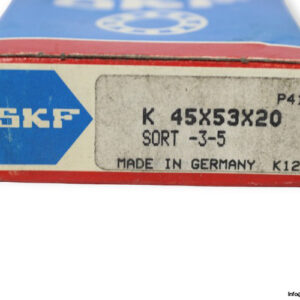 SKF
P4
K 45X53X20
SORT -3-5
MADE IN GERMANY K12